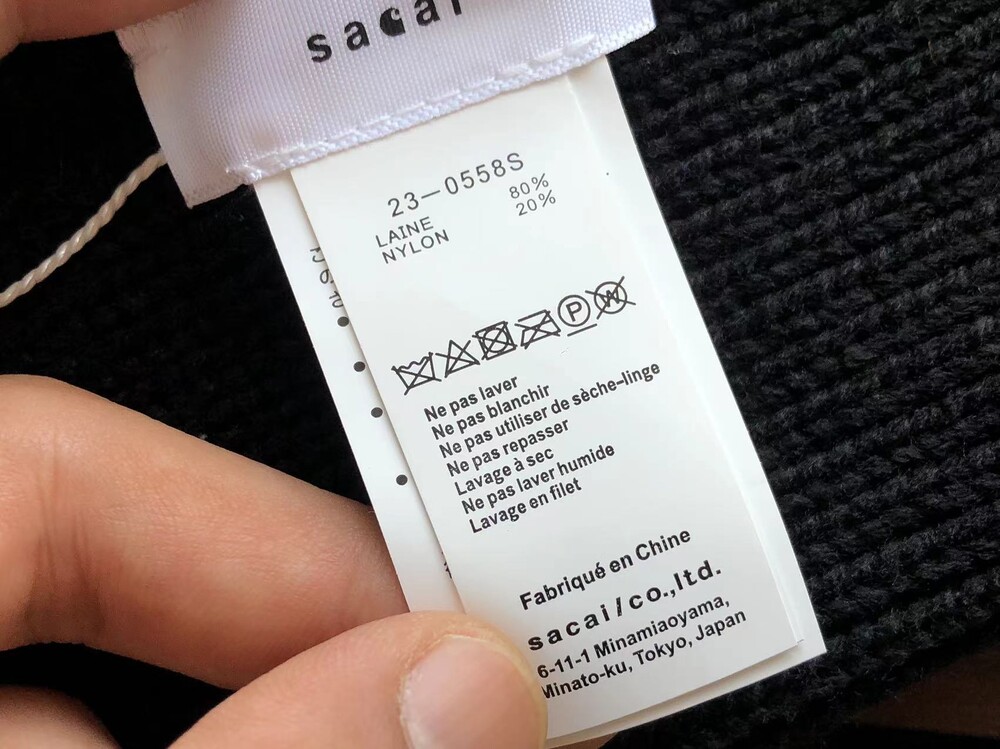 sacai
23—0558S
LAINE 80%
NYLON 20%
P W
Ne pas laver
Ne pas blanchir
Ne pas utiliser de sèche-linge
Ne pas repasser
Lavage à sec
Ne pas laver humide
Lavage en filet
Fabriqué en Chine
sacai/co.,ltd.
6-11-1 Minamiaoyama,
Minato-ku, Tokyo, Japan